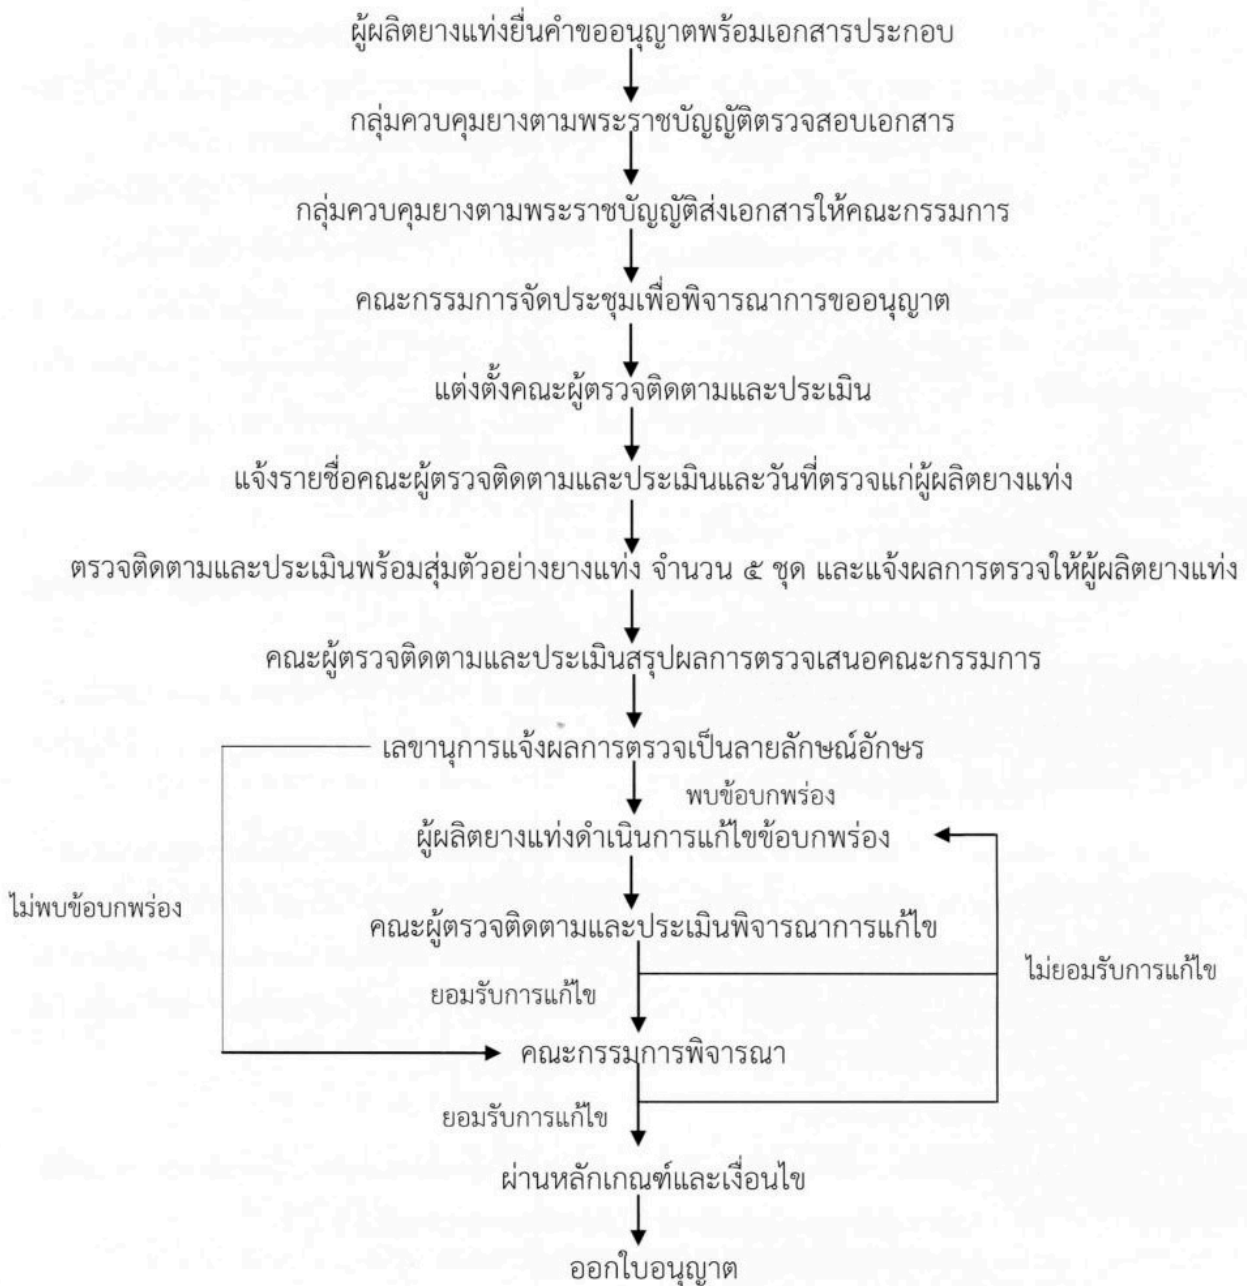 ผู้ผลิตยางแท่งยื่นคำขออนุญาตพร้อมเอกสารประกอบ
กลุ่มควบคุมยางตามพระราชบัญญัติตรวจสอบเอกสาร
กลุ่มควบคุมยางตามพระราชบัญญัติส่งเอกสารให้คณะกรรมการ
คณะกรรมการจัดประชุมเพื่อพิจารณาการขออนุญาต
แต่งตั้งคณะผู้ตรวจติดตามและประเมิน
แจ้งรายชื่อคณะผู้ตรวจติดตามและประเมินและวันที่ตรวจแก่ผู้ผลิตยางแท่ง
ตรวจติดตามและประเมินพร้อมสุ่มตัวอย่างยางแท่ง จำนวน ๕ ชุด และแจ้งผลการตรวจให้ผู้ผลิตยางแท่ง
คณะผู้ตรวจติดตามและประเมินสรุปผลการตรวจเสนอคณะกรรมการ
เลขานุการแจ้งผลการตรวจเป็นลายลักษณ์อักษร
พบข้อบกพร่อง
ผู้ผลิตยางแท่งดำเนินการแก้ไขข้อบกพร่อง
ไม่พบข้อบกพร่อง
คณะผู้ตรวจติดตามและประเมินพิจารณาการแก้ไข
ไม่ยอมรับการแก้ไข
ยอมรับการแก้ไข
คณะกรรมการพิจารณา
ยอมรับการแก้ไข
ผ่านหลักเกณฑ์และเงื่อนไข
ออกใบอนุญาต